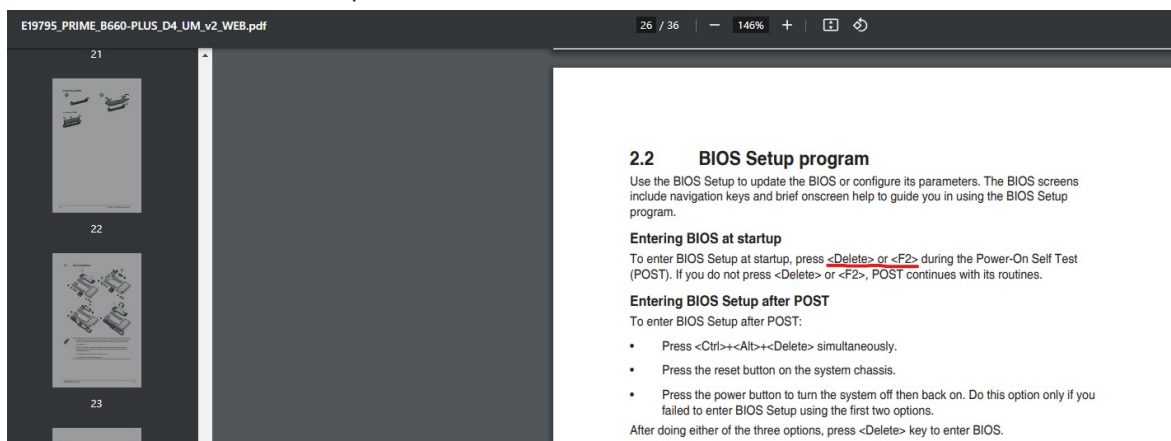 E19795_PRIME_B660-PLUS_D4_UM_v2_WEB.pdf
26 / 36 | − 146% +
21
22
23
2.2 BIOS Setup program
Use the BIOS Setup to update the BIOS or configure its parameters. The BIOS screens
include navigation keys and brief onscreen help to guide you in using the BIOS Setup
program.
Entering BIOS at startup
To enter BIOS Setup at startup, press <Delete> or <F2> during the Power-On Self Test
(POST). If you do not press <Delete> or <F2>, POST continues with its routines.
Entering BIOS Setup after POST
To enter BIOS Setup after POST:
• Press <Ctrl>+<Alt>+<Delete> simultaneously.
• Press the reset button on the system chassis.
• Press the power button to turn the system off then back on. Do this option only if you
failed to enter BIOS Setup using the first two options.
After doing either of the three options, press <Delete> key to enter BIOS.